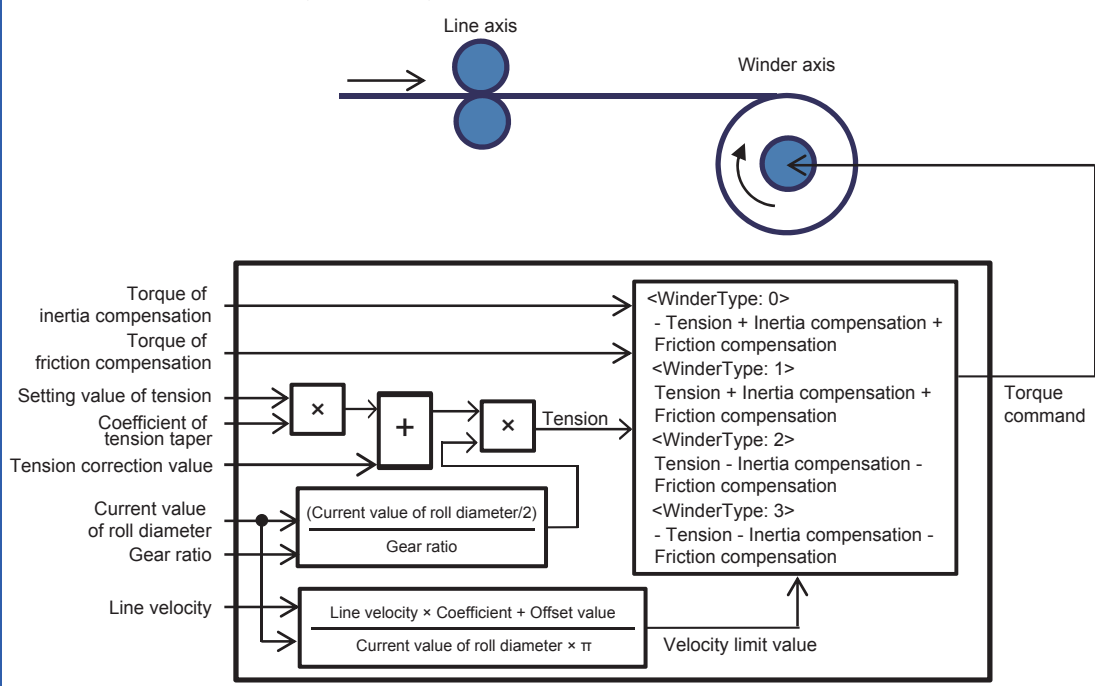 Line axis
Winder axis
Torque of
inertia compensation
Torque of
friction compensation
Setting value of tension
Coefficient of
tension taper
Tension correction value
Current value
of roll diameter
Gear ratio
Line velocity
×
+
×
Tension
(Current value of roll diameter/2)
Gear ratio
Line velocity × Coefficient + Offset value
Current value of roll diameter × π
Velocity limit value
<WinderType: 0>
- Tension + Inertia compensation +
Friction compensation
<WinderType: 1>
Tension + Inertia compensation +
Friction compensation
<WinderType: 2>
Tension - Inertia compensation -
Friction compensation
<WinderType: 3>
- Tension - Inertia compensation -
Friction compensation
Torque
command